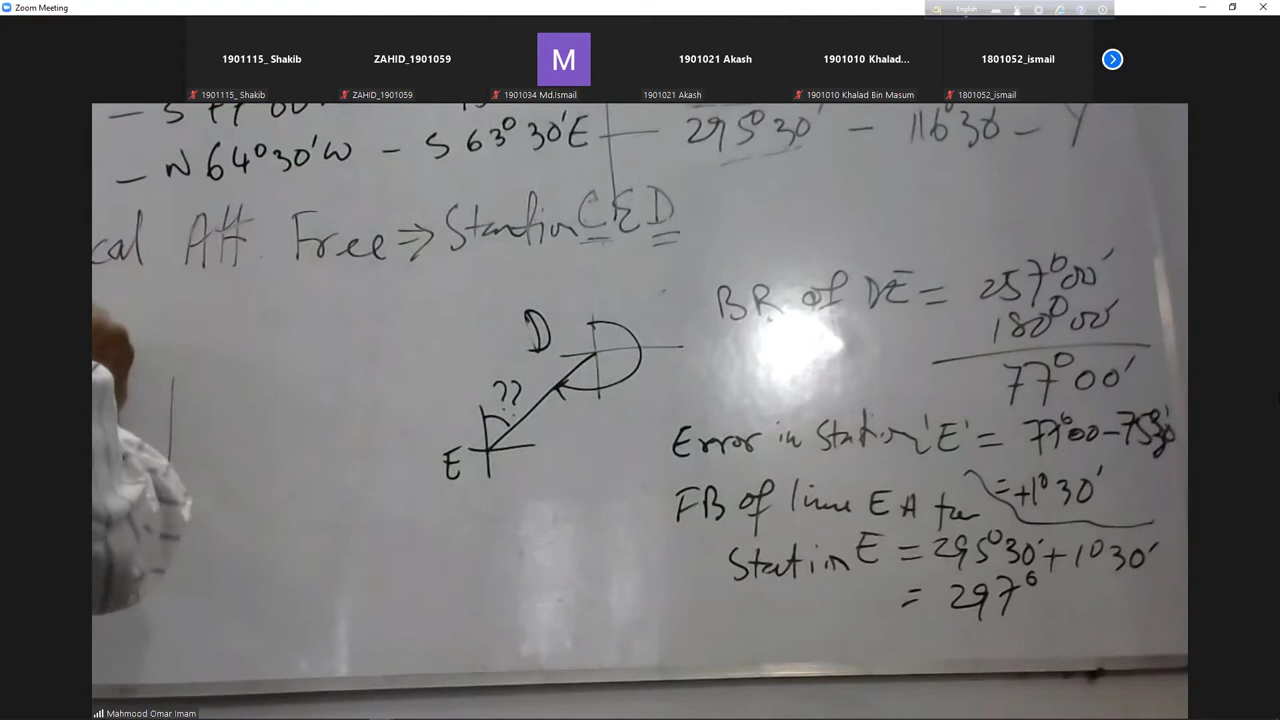 Zoom Meeting
English
1901115_ Shakib
ZAHID_1901059
M
1901021 Akash
1901010 Khalad...
1801052_ismail
1901115_ Shakib
ZAHID_1901059
1901034 Md.Ismail
1901021 Akash
1901010 Khalad Bin Masum
1801052_ismail
— S 77°00'
— N 64°30'W — S 63°30'E — 295°30' — 116°30 — Y
cal Att. Free ⇒ Station C & D
BR of DE = 257°00'
180°00'
77°00'
D
??
E
Error in Station 'E' = 77°00 - 75°30'
= +1°30'
FB of line EA
Station E = 295°30' + 1°30'
= 297°
Mahmood Omar Imam